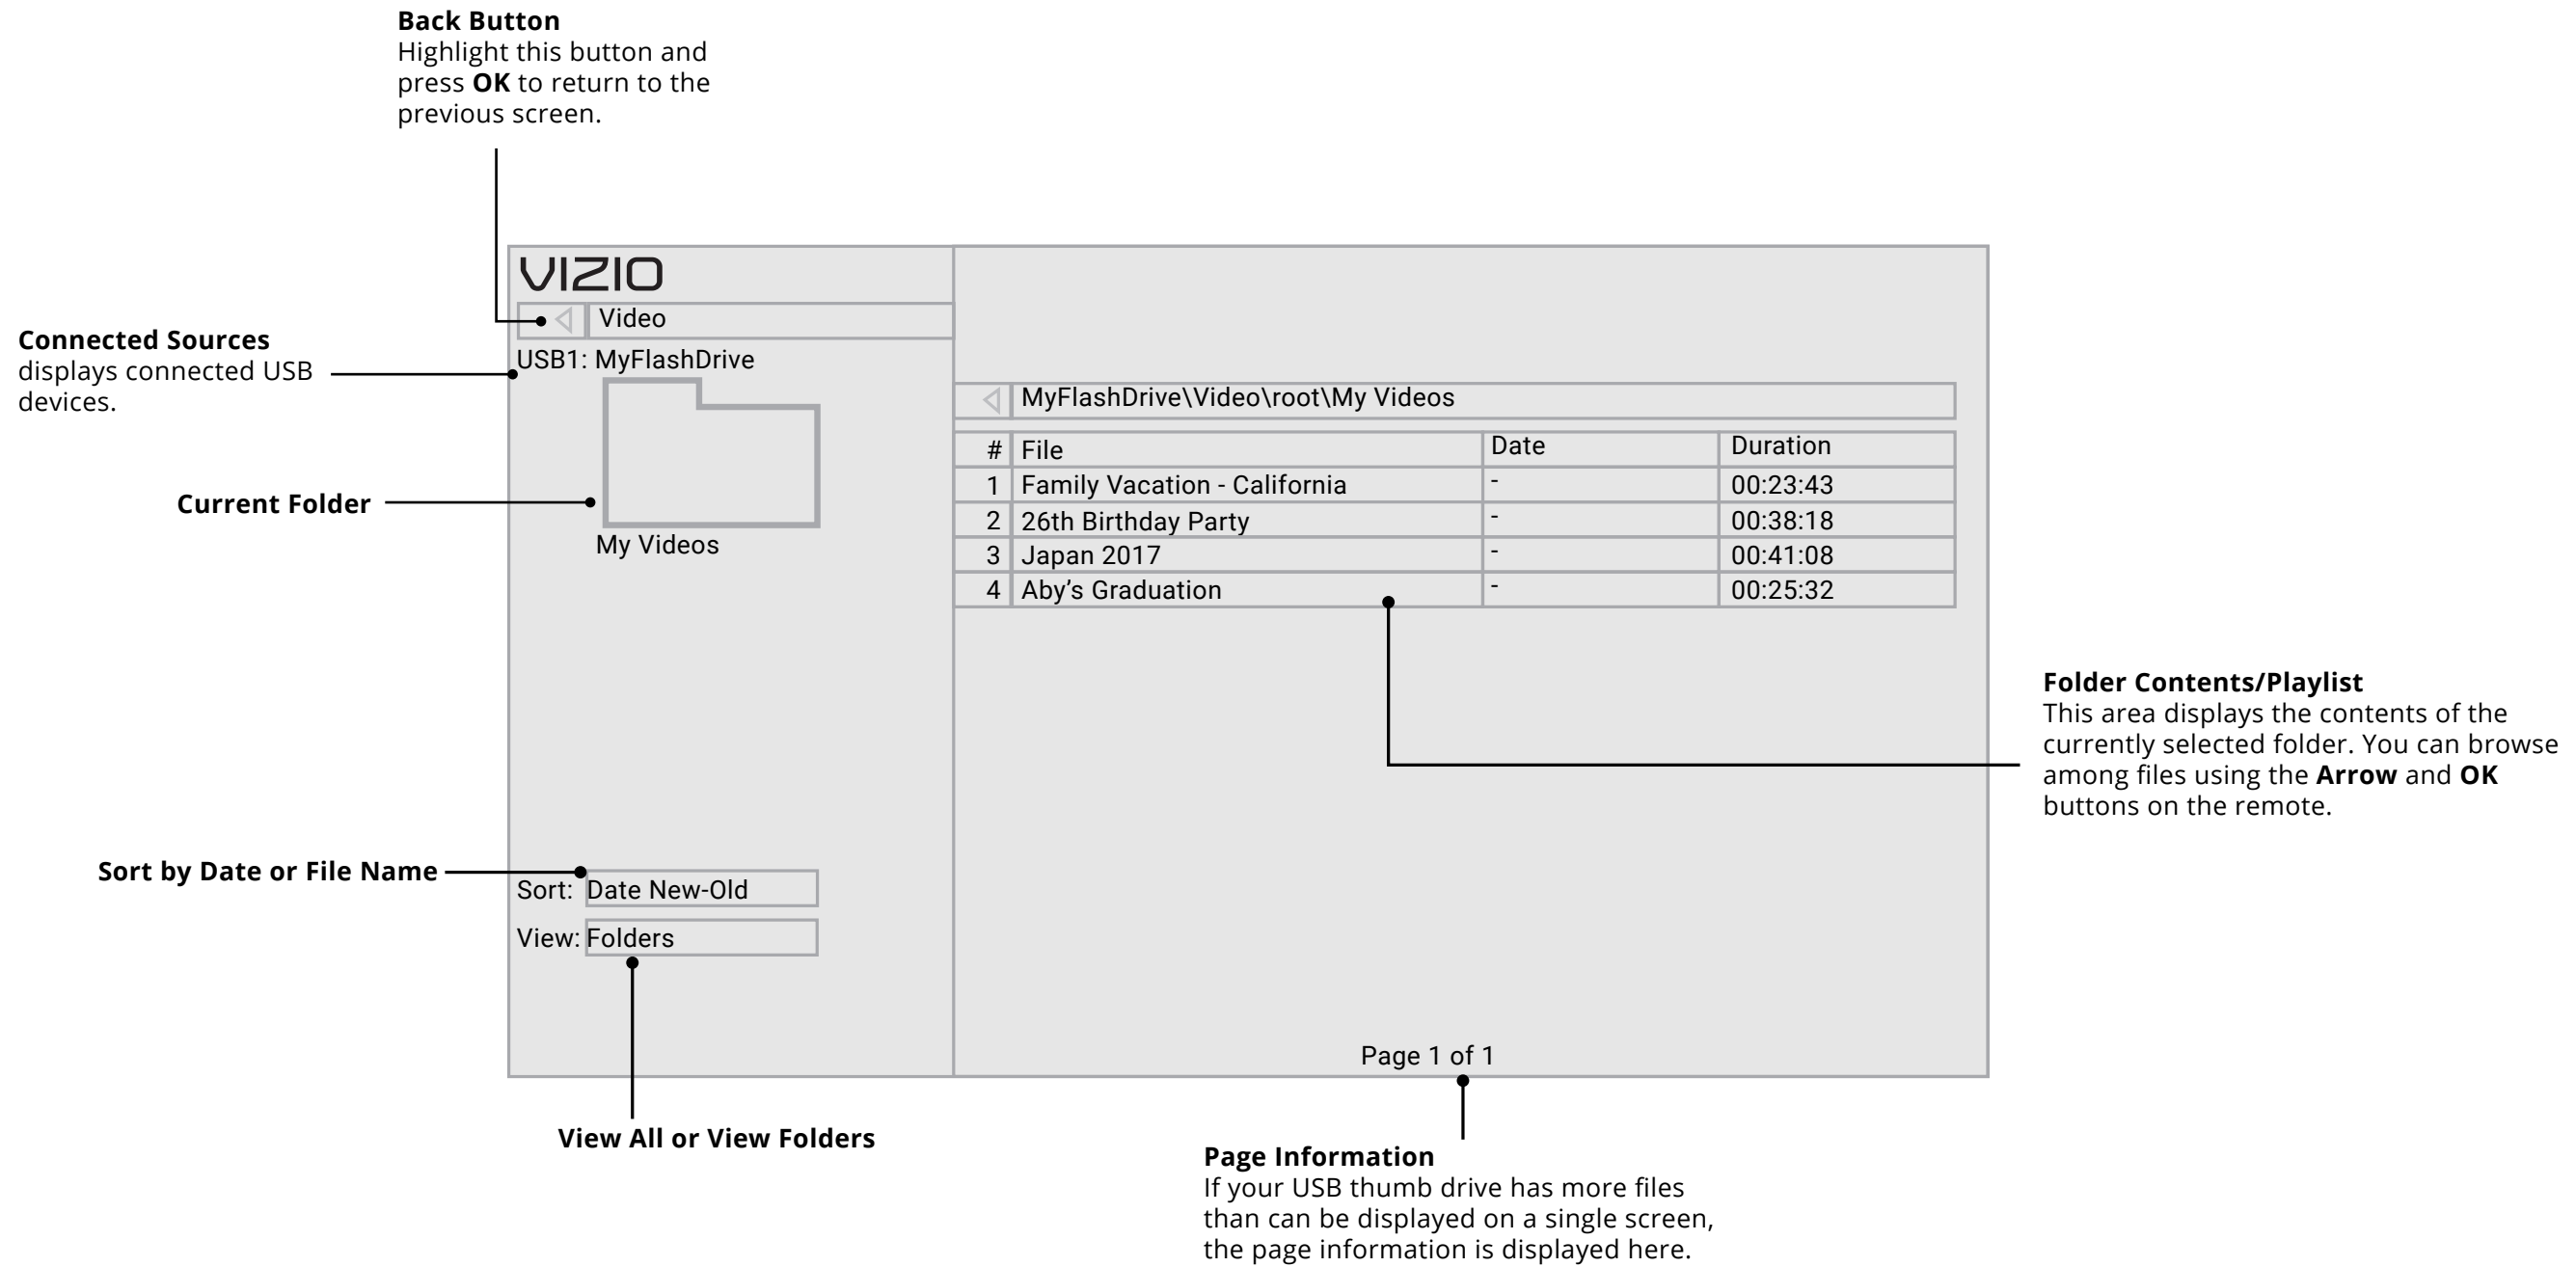 Back Button
Highlight this button and
press OK to return to the
previous screen.
VIZIO
Video
Connected Sources
displays connected USB
devices.
USB1: MyFlashDrive
Current Folder
My Videos
MyFlashDrive\Video\root\My Videos
# File Date Duration
1 Family Vacation - California - 00:23:43
2 26th Birthday Party - 00:38:18
3 Japan 2017 - 00:41:08
4 Aby’s Graduation - 00:25:32
Folder Contents/Playlist
This area displays the contents of the
currently selected folder. You can browse
among files using the Arrow and OK
buttons on the remote.
Sort by Date or File Name
Sort: Date New-Old
View: Folders
Page 1 of 1
View All or View Folders
Page Information
If your USB thumb drive has more files
than can be displayed on a single screen,
the page information is displayed here.